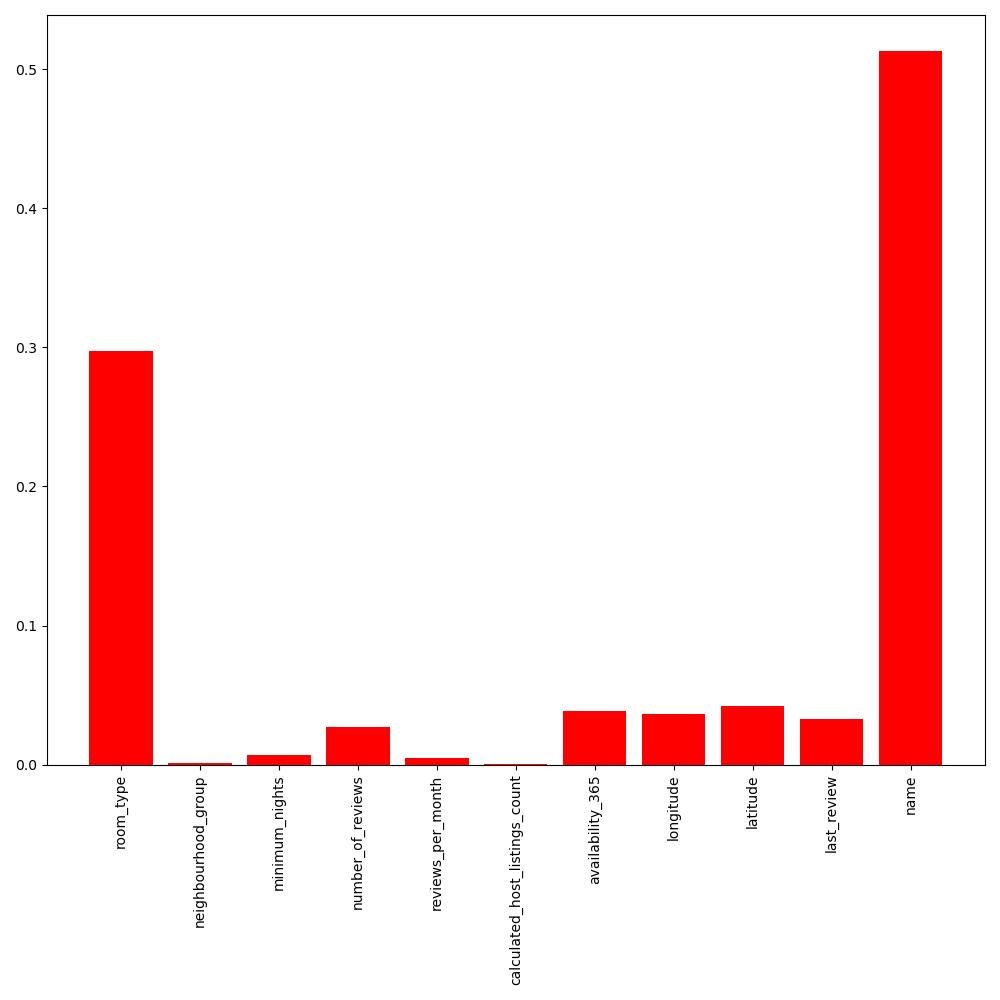 0.5
0.4
0.3
0.2
0.1
0.0
room_type
neighbourhood_group
minimum_nights
number_of_reviews
reviews_per_month
calculated_host_listings_count
availability_365
longitude
latitude
last_review
name